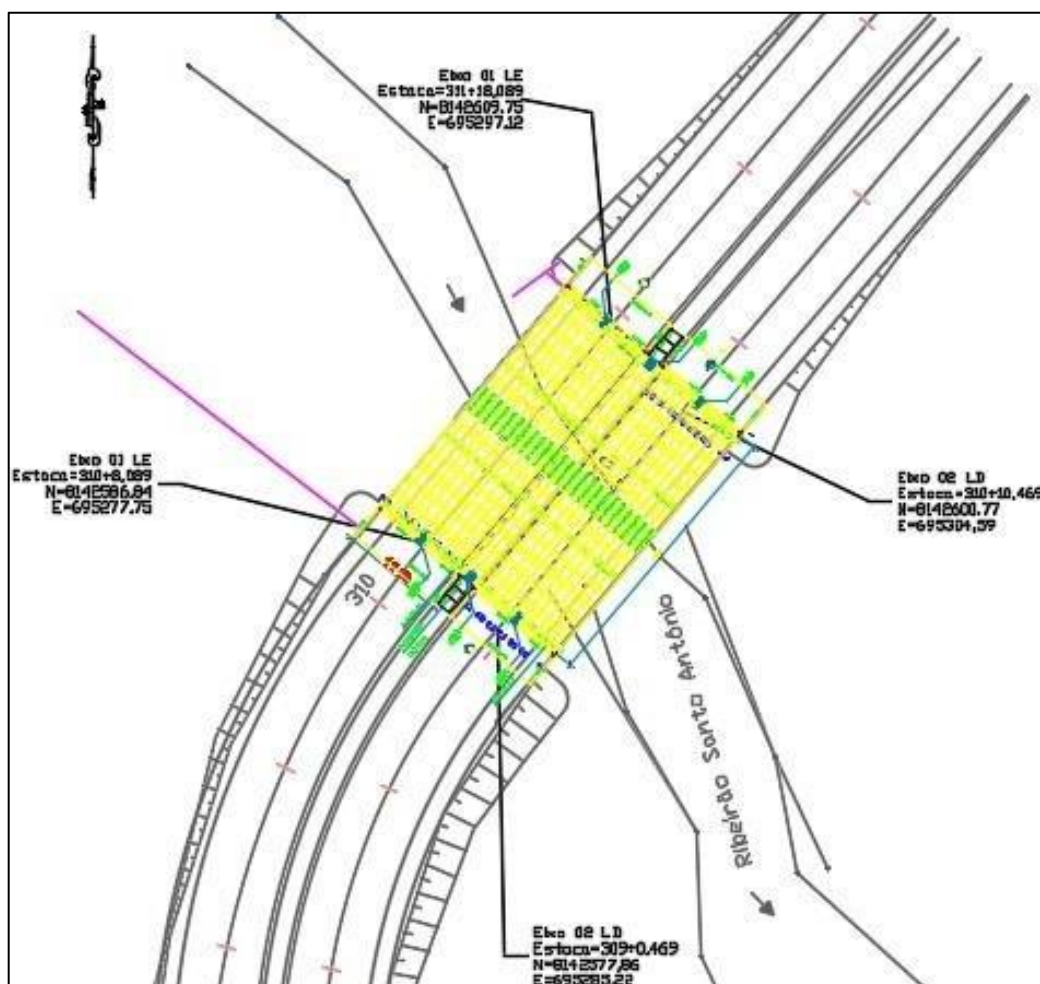 Eixo 01 LE
Estaca=311+18,089
N=8142609.75
E=695297.12
Eixo 01 LE
Estaca=310+8,089
N=8142586.84
E=695277.75
Eixo 02 LD
Estaca=310+10,469
N=8142600.77
E=695304,59
310
Ribeirão Santo Antônio
Eixo 02 LD
Estaca=309+0,469
N=8142577,86
E=695285.22